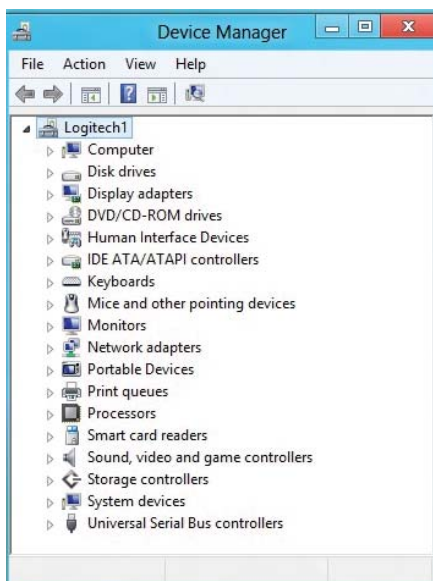 Device Manager
File Action View Help
Logitech1
Computer
Disk drives
Display adapters
DVD/CD-ROM drives
Human Interface Devices
IDE ATA/ATAPI controllers
Keyboards
Mice and other pointing devices
Monitors
Network adapters
Portable Devices
Print queues
Processors
Smart card readers
Sound, video and game controllers
Storage controllers
System devices
Universal Serial Bus controllers